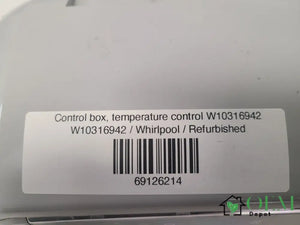 Control box, temperature control W10316942
W10316942 / Whirlpool / Refurbished
69126214
OEM
Depot